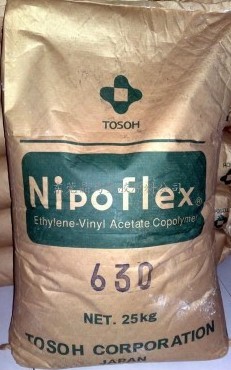 TOSOH
Nipoflex®
Ethylene-Vinyl Acetate Copolymer
630
NET. 25kg
TOSOH CORPORATION
JAPAN